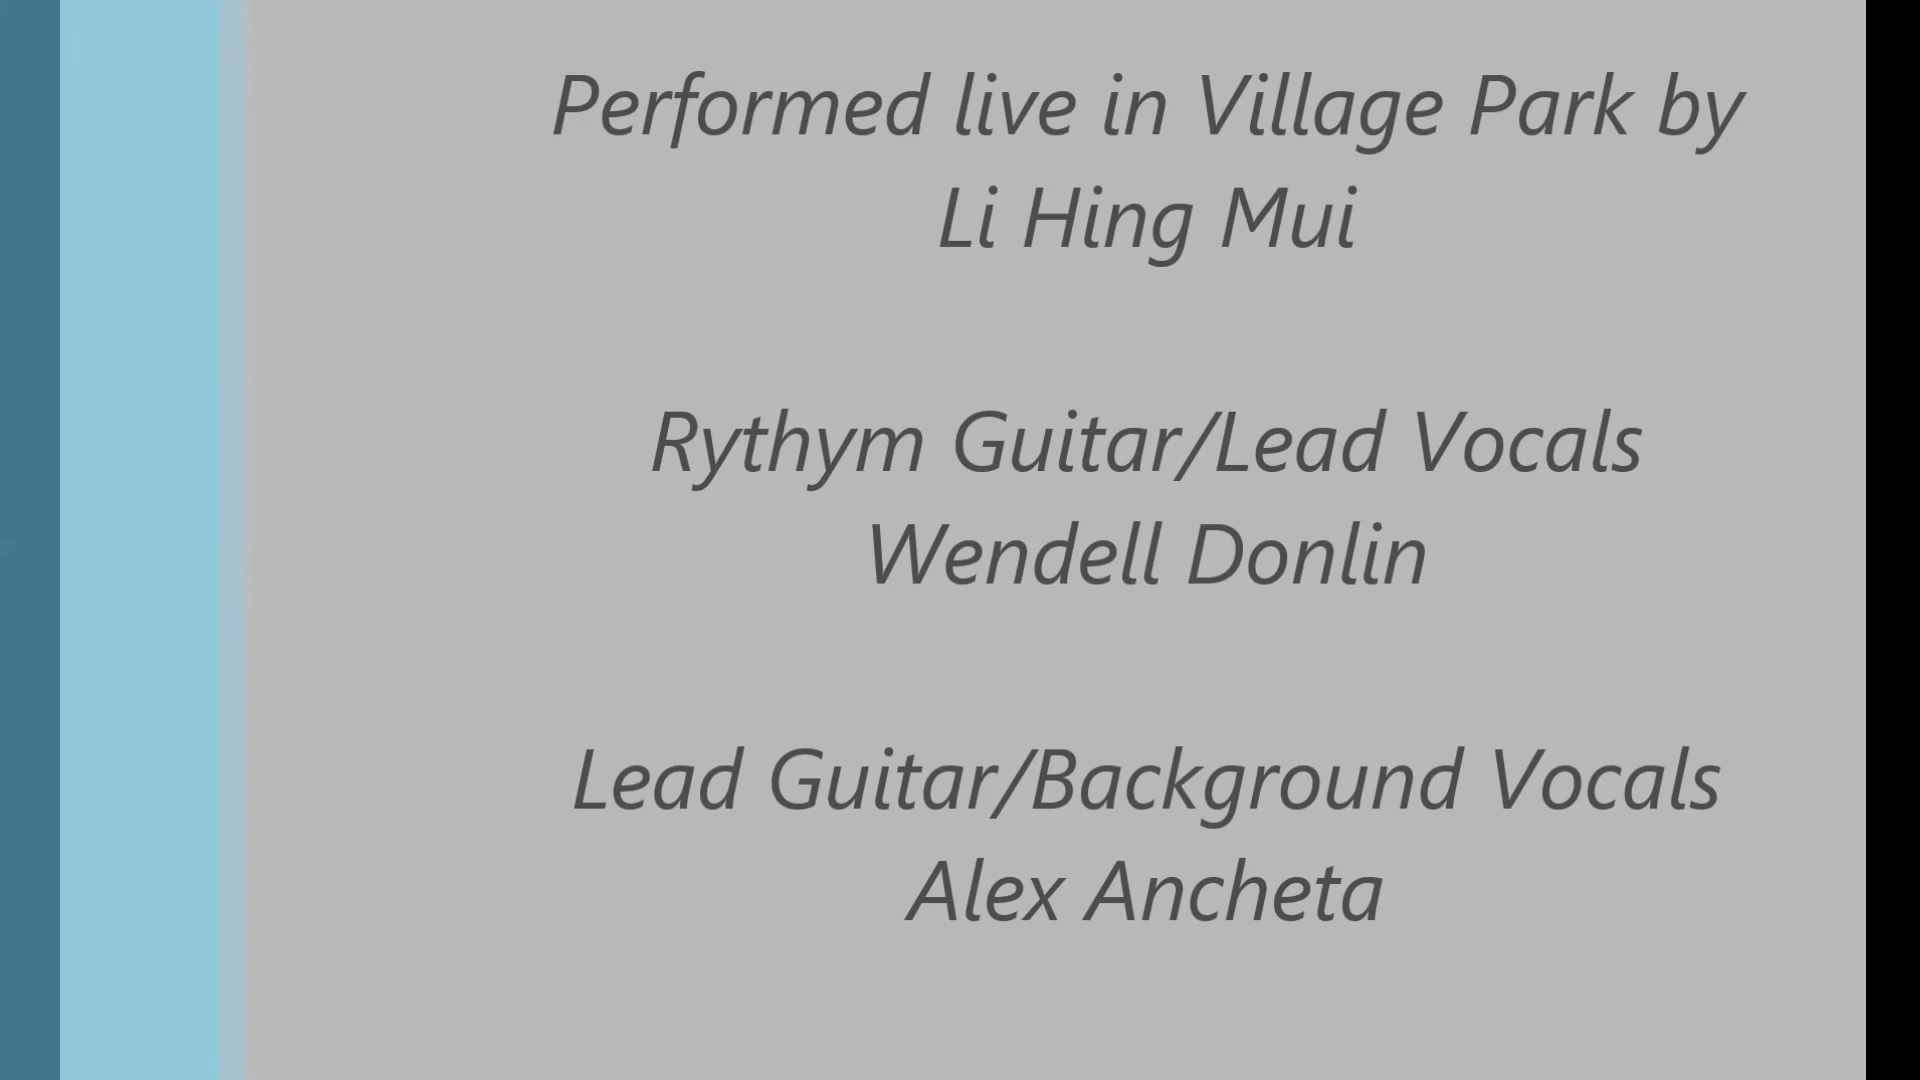 Performed live in Village Park by
Li Hing Mui
Rythym Guitar/Lead Vocals
Wendell Donlin
Lead Guitar/Background Vocals
Alex Ancheta